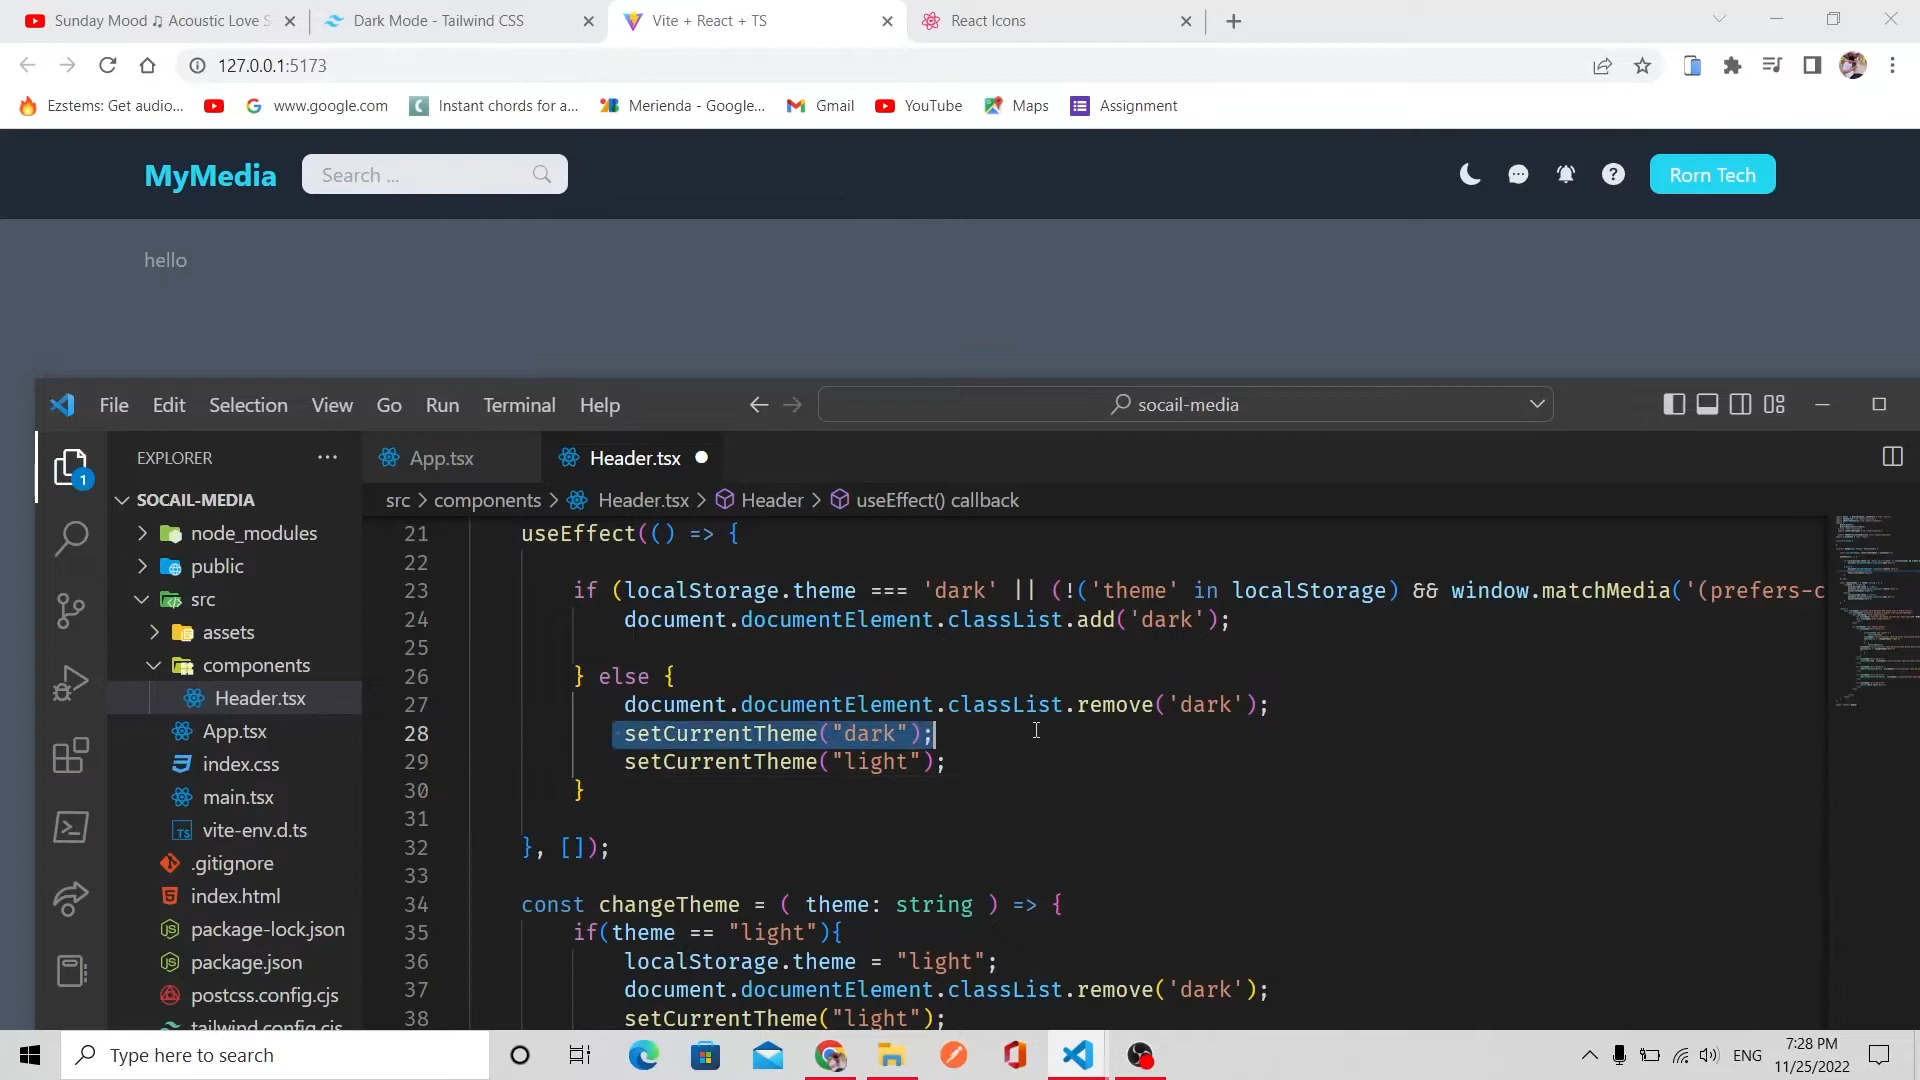 Sunday Mood ♫ Acoustic Love S
Dark Mode - Tailwind CSS
Vite + React + TS
React Icons
127.0.0.1:5173
Ezstems: Get audio...
www.google.com
Instant chords for a...
Merienda - Google...
Gmail
YouTube
Maps
Assignment
MyMedia
Search ...
Rorn Tech
hello
File Edit Selection View Go Run Terminal Help
socail-media
EXPLORER
App.tsx
Header.tsx
SOCAIL-MEDIA
src > components > Header.tsx > Header > useEffect() callback
node_modules
public
src
assets
components
Header.tsx
App.tsx
index.css
main.tsx
vite-env.d.ts
.gitignore
index.html
package-lock.json
package.json
postcss.config.cjs
tailwind.config.cjs
1
21 useEffect(() => {
22
23 if (localStorage.theme === 'dark' || (!('theme' in localStorage) && window.matchMedia('(prefers-c
24 document.documentElement.classList.add('dark');
25
26 } else {
27 document.documentElement.classList.remove('dark');
28 setCurrentTheme("dark");
29 setCurrentTheme("light");
30 }
31
32 }, []);
33
34 const changeTheme = ( theme: string ) => {
35 if(theme == "light"){
36 localStorage.theme = "light";
37 document.documentElement.classList.remove('dark');
38 setCurrentTheme("light");
Type here to search
ENG
7:28 PM
11/25/2022